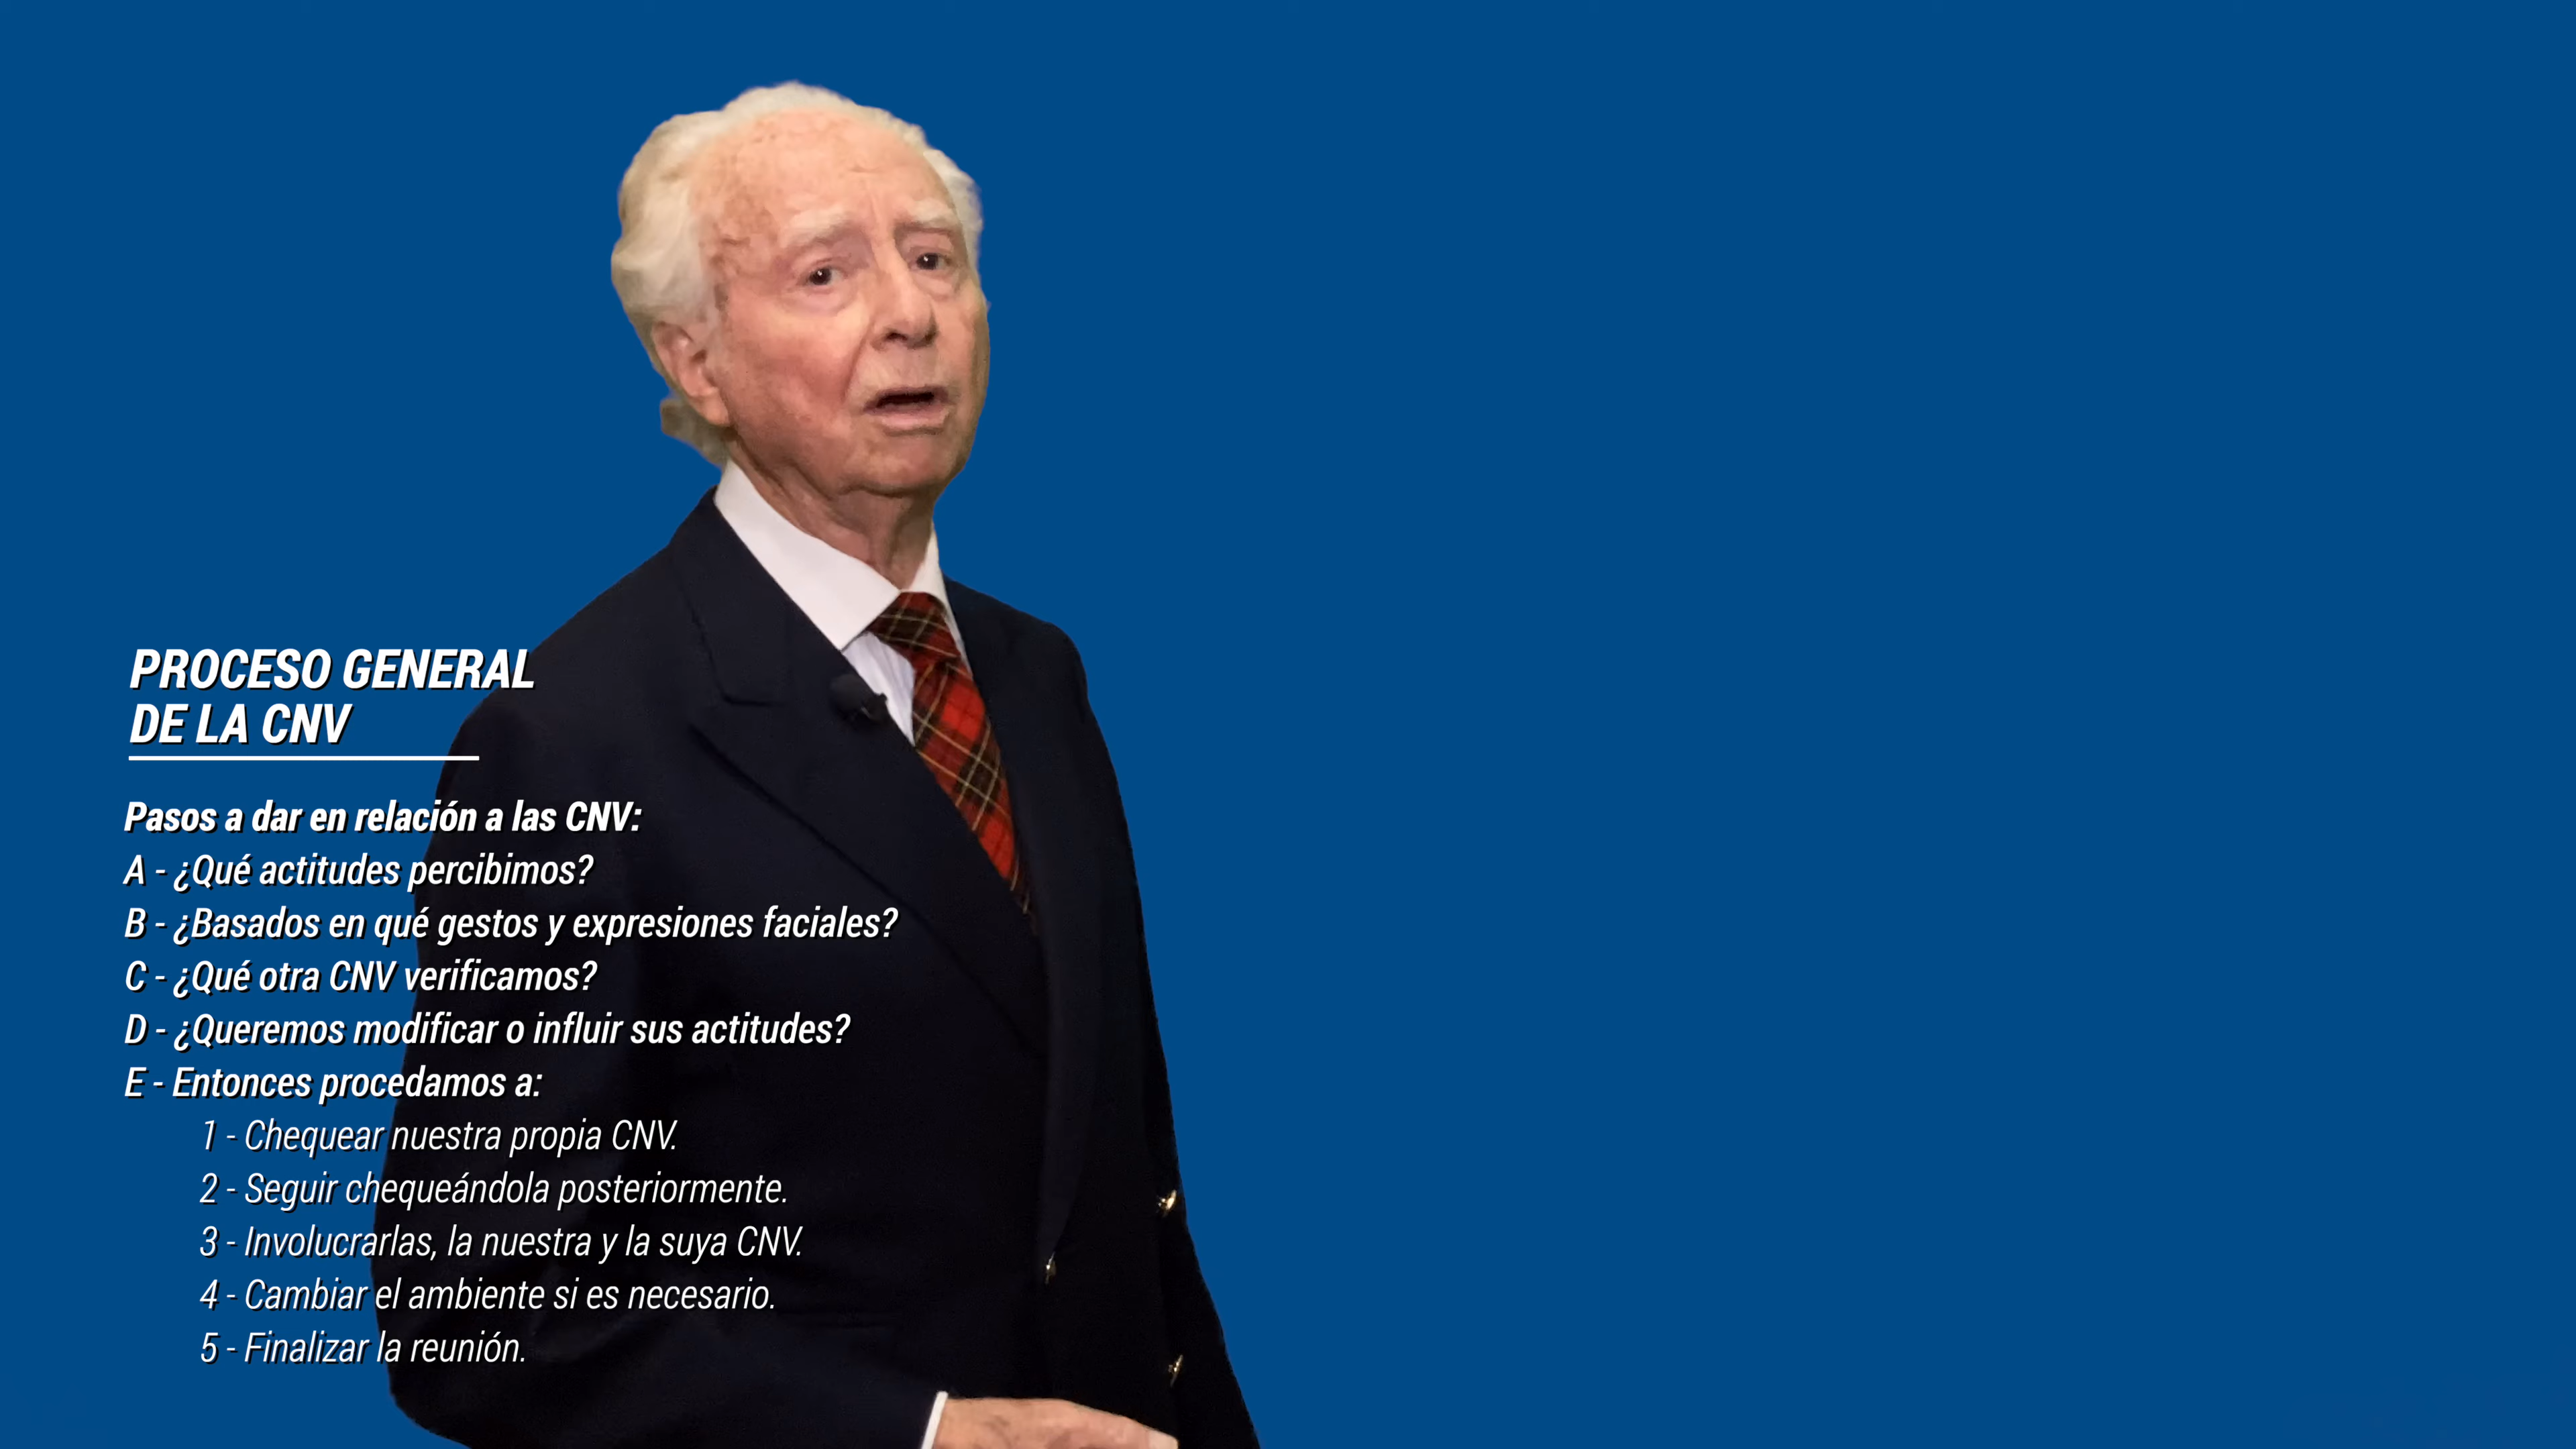 PROCESO GENERAL
DE LA CNV
Pasos a dar en relación a las CNV:
A - ¿Qué actitudes percibimos?
B - ¿Basados en qué gestos y expresiones faciales?
C - ¿Qué otra CNV verificamos?
D - ¿Queremos modificar o influir sus actitudes?
E - Entonces procedamos a:
1 - Chequear nuestra propia CNV.
2 - Seguir chequeándola posteriormente.
3 - Involucrarlas, la nuestra y la suya CNV.
4 - Cambiar el ambiente si es necesario.
5 - Finalizar la reunión.